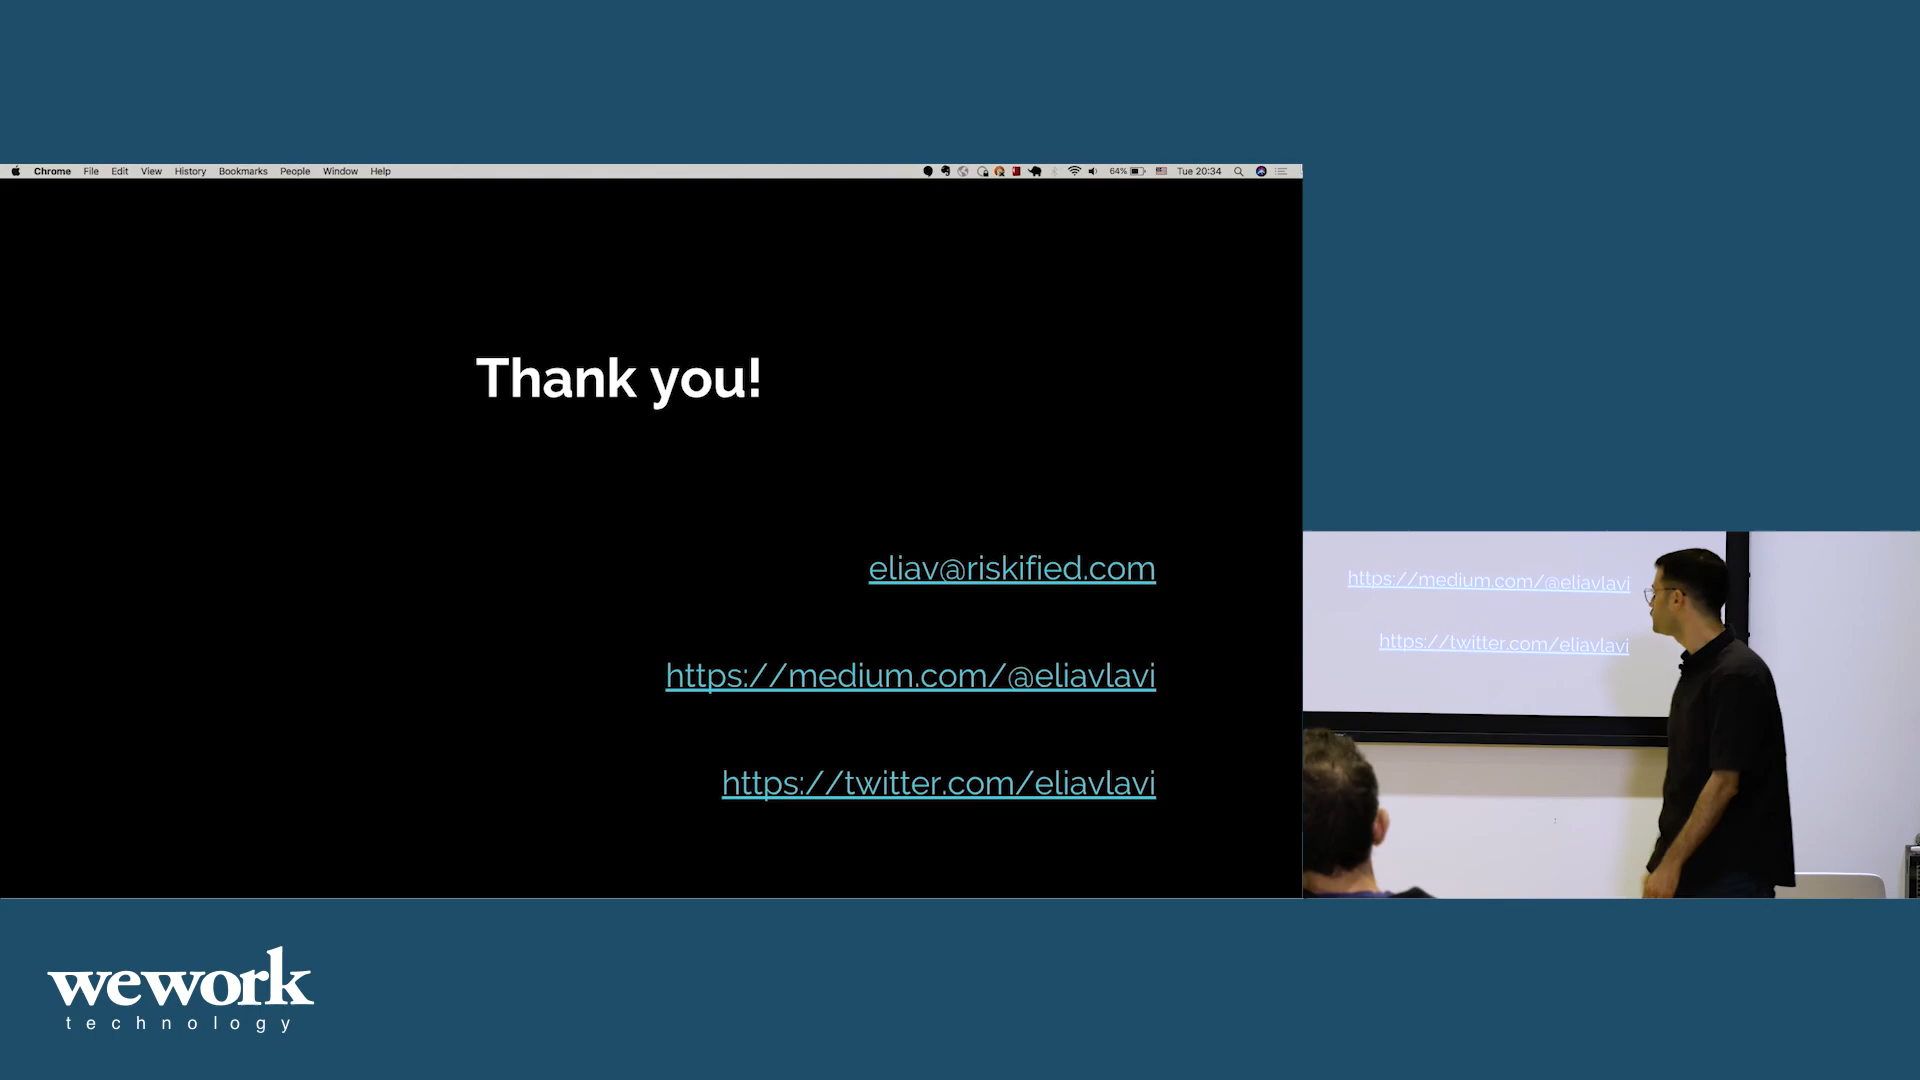 Chrome File Edit View History Bookmarks People Window Help 64% Tue 20:34
Thank you!
eliav@riskified.com
https://medium.com/@eliavlavi
https://twitter.com/eliavlavi
https://medium.com/@eliavlavi
https://twitter.com/eliavlavi
wework
technology